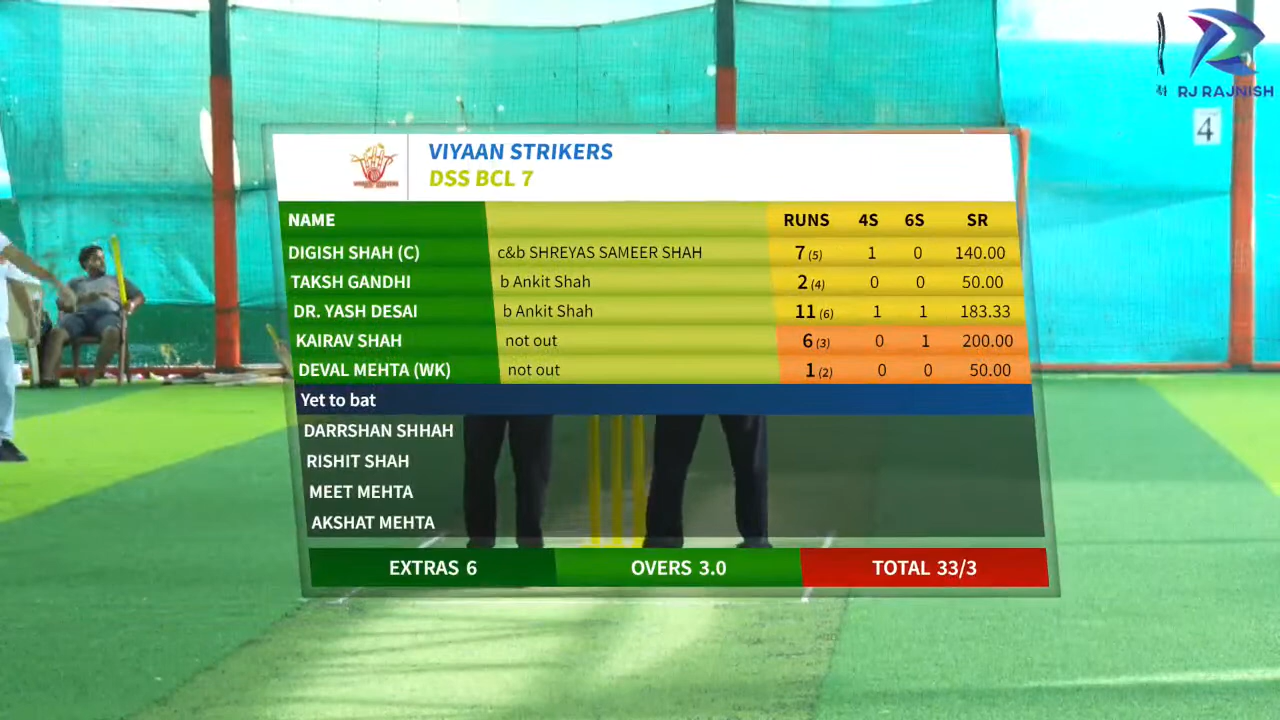 RJ RAJNISH
4
VIYAAN STRIKERS
DSS BCL 7
NAME RUNS 4S 6S SR
DIGISH SHAH (C) c&b SHREYAS SAMEER SHAH 7 (5) 1 0 140.00
TAKSH GANDHI b Ankit Shah 2 (4) 0 0 50.00
DR. YASH DESAI b Ankit Shah 11 (6) 1 1 183.33
KAIRAV SHAH not out 6 (3) 0 1 200.00
DEVAL MEHTA (WK) not out 1 (2) 0 0 50.00
Yet to bat
DARRSHAN SHHAH
RISHIT SHAH
MEET MEHTA
AKSHAT MEHTA
EXTRAS 6 OVERS 3.0 TOTAL 33/3